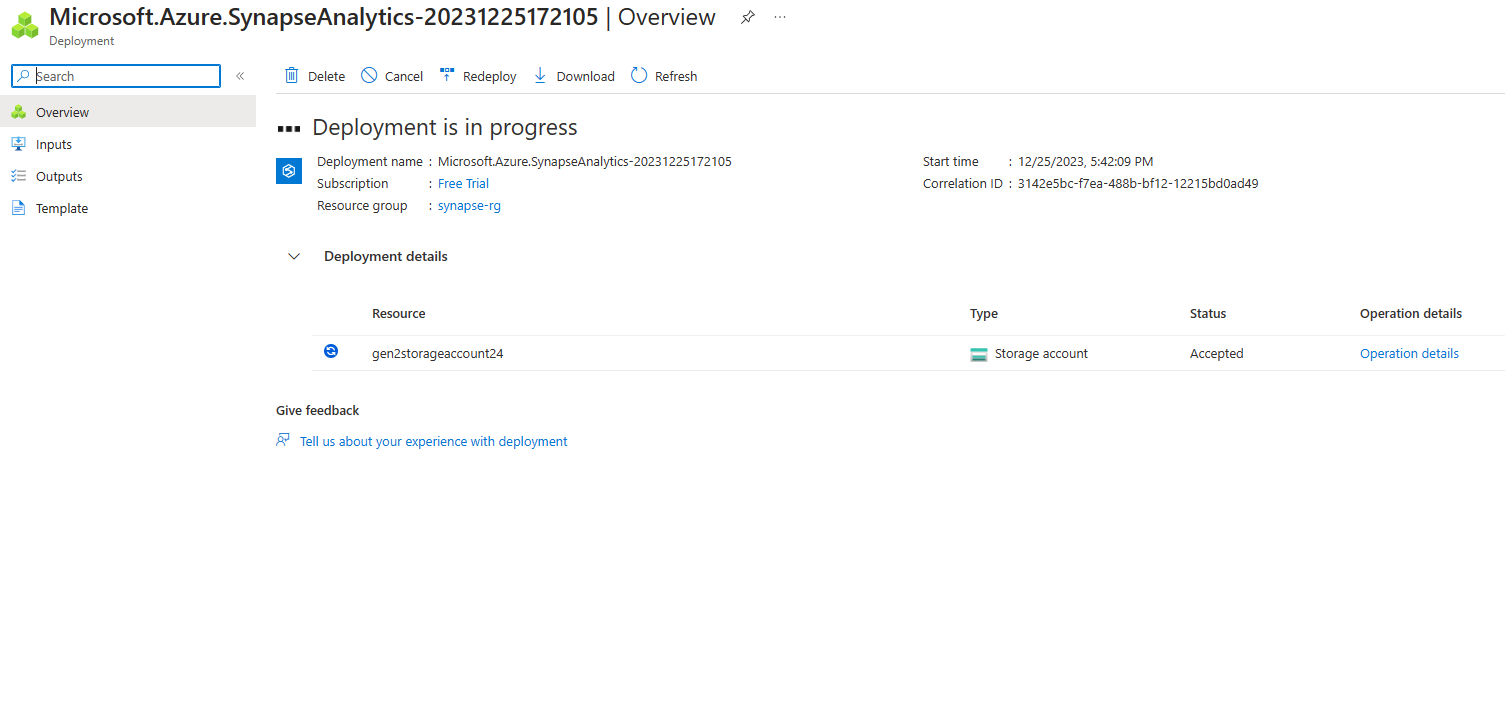 Microsoft.Azure.SynapseAnalytics-20231225172105 | Overview
Deployment
Search
Delete Cancel Redeploy Download Refresh
Overview
Inputs
Outputs
Template
Deployment is in progress
Deployment name : Microsoft.Azure.SynapseAnalytics-20231225172105 Start time : 12/25/2023, 5:42:09 PM
Subscription : Free Trial Correlation ID : 3142e5bc-f7ea-488b-bf12-12215bd0ad49
Resource group : synapse-rg
Deployment details
Resource Type Status Operation details
gen2storageaccount24 Storage account Accepted Operation details
Give feedback
Tell us about your experience with deployment